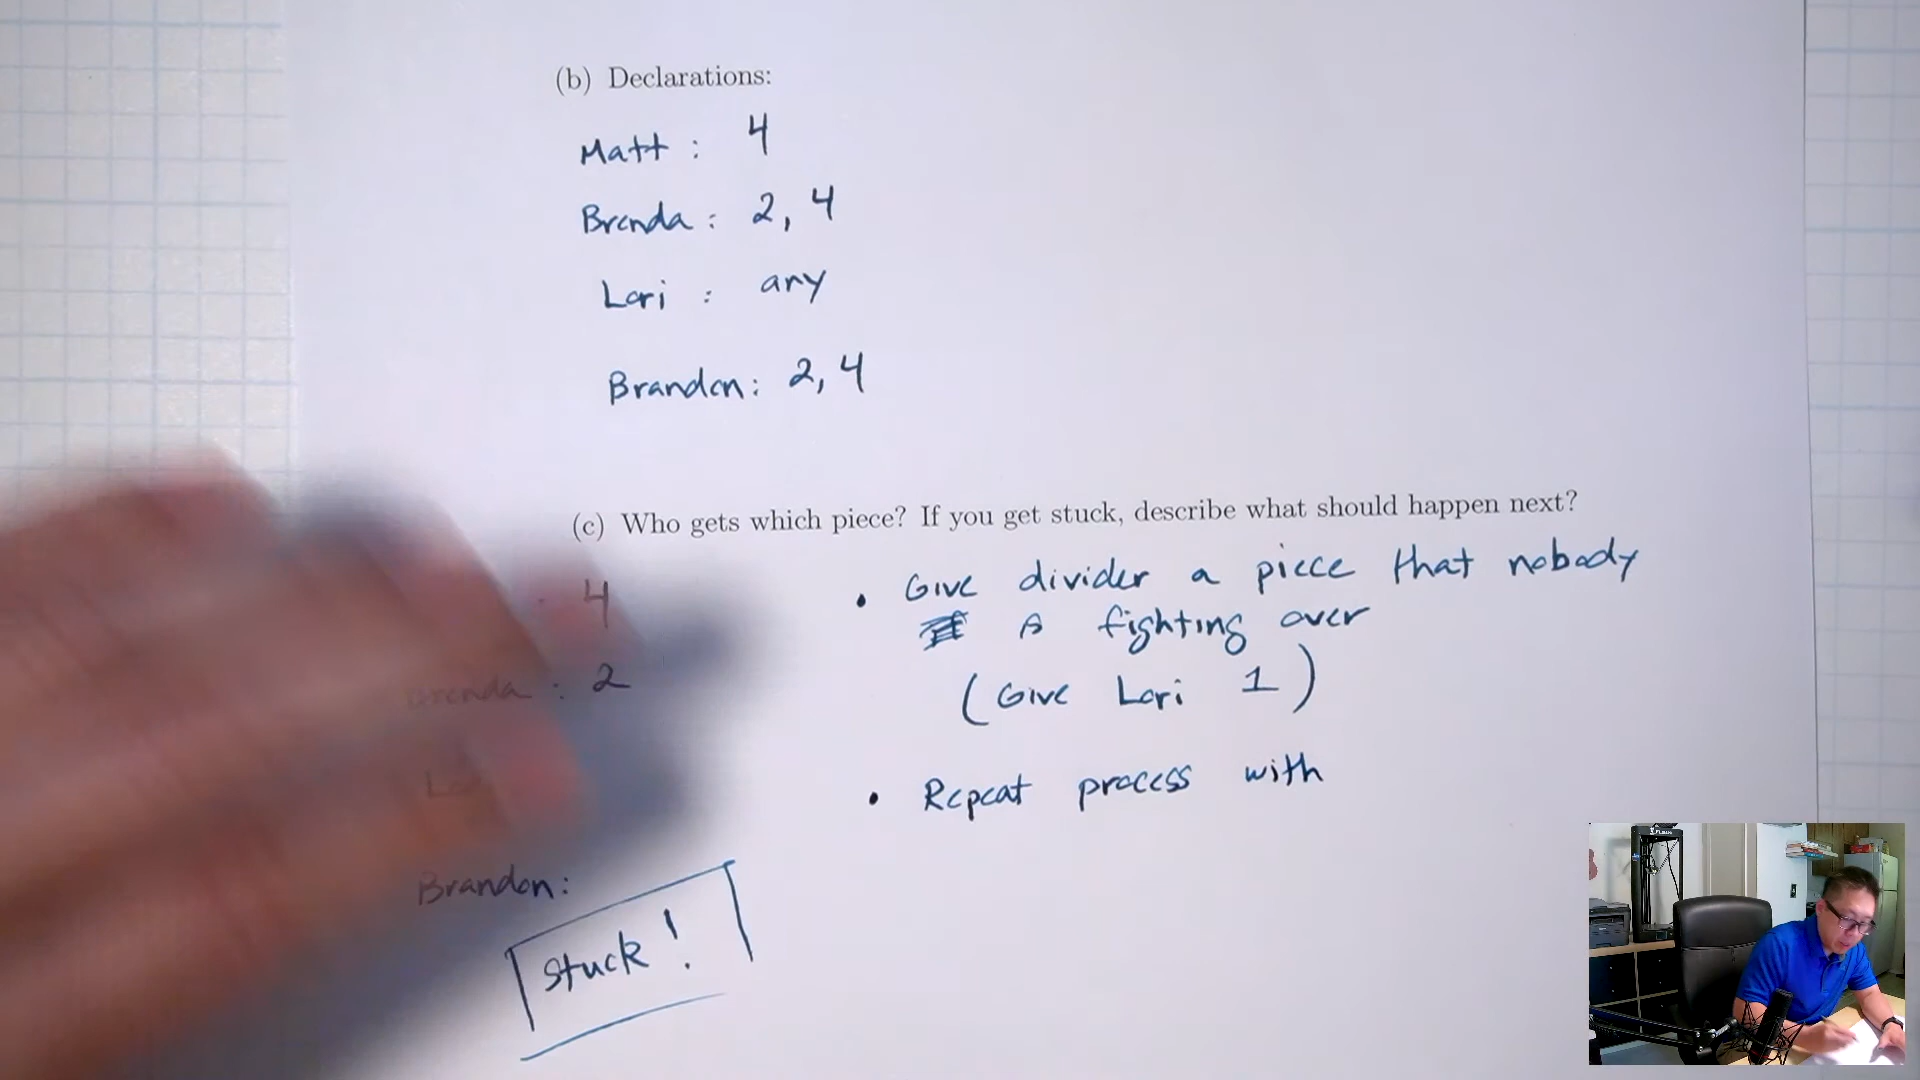 (b) Declarations:
Matt : 4
Brenda : 2, 4
Lori : any
Brandon: 2, 4
(c) Who gets which piece? If you get stuck, describe what should happen next?
4
Brenda : 2
Brandon:
stuck!
• Give divider a piece that nobody
is fighting over
(Give Lori 1)
• Repeat process with